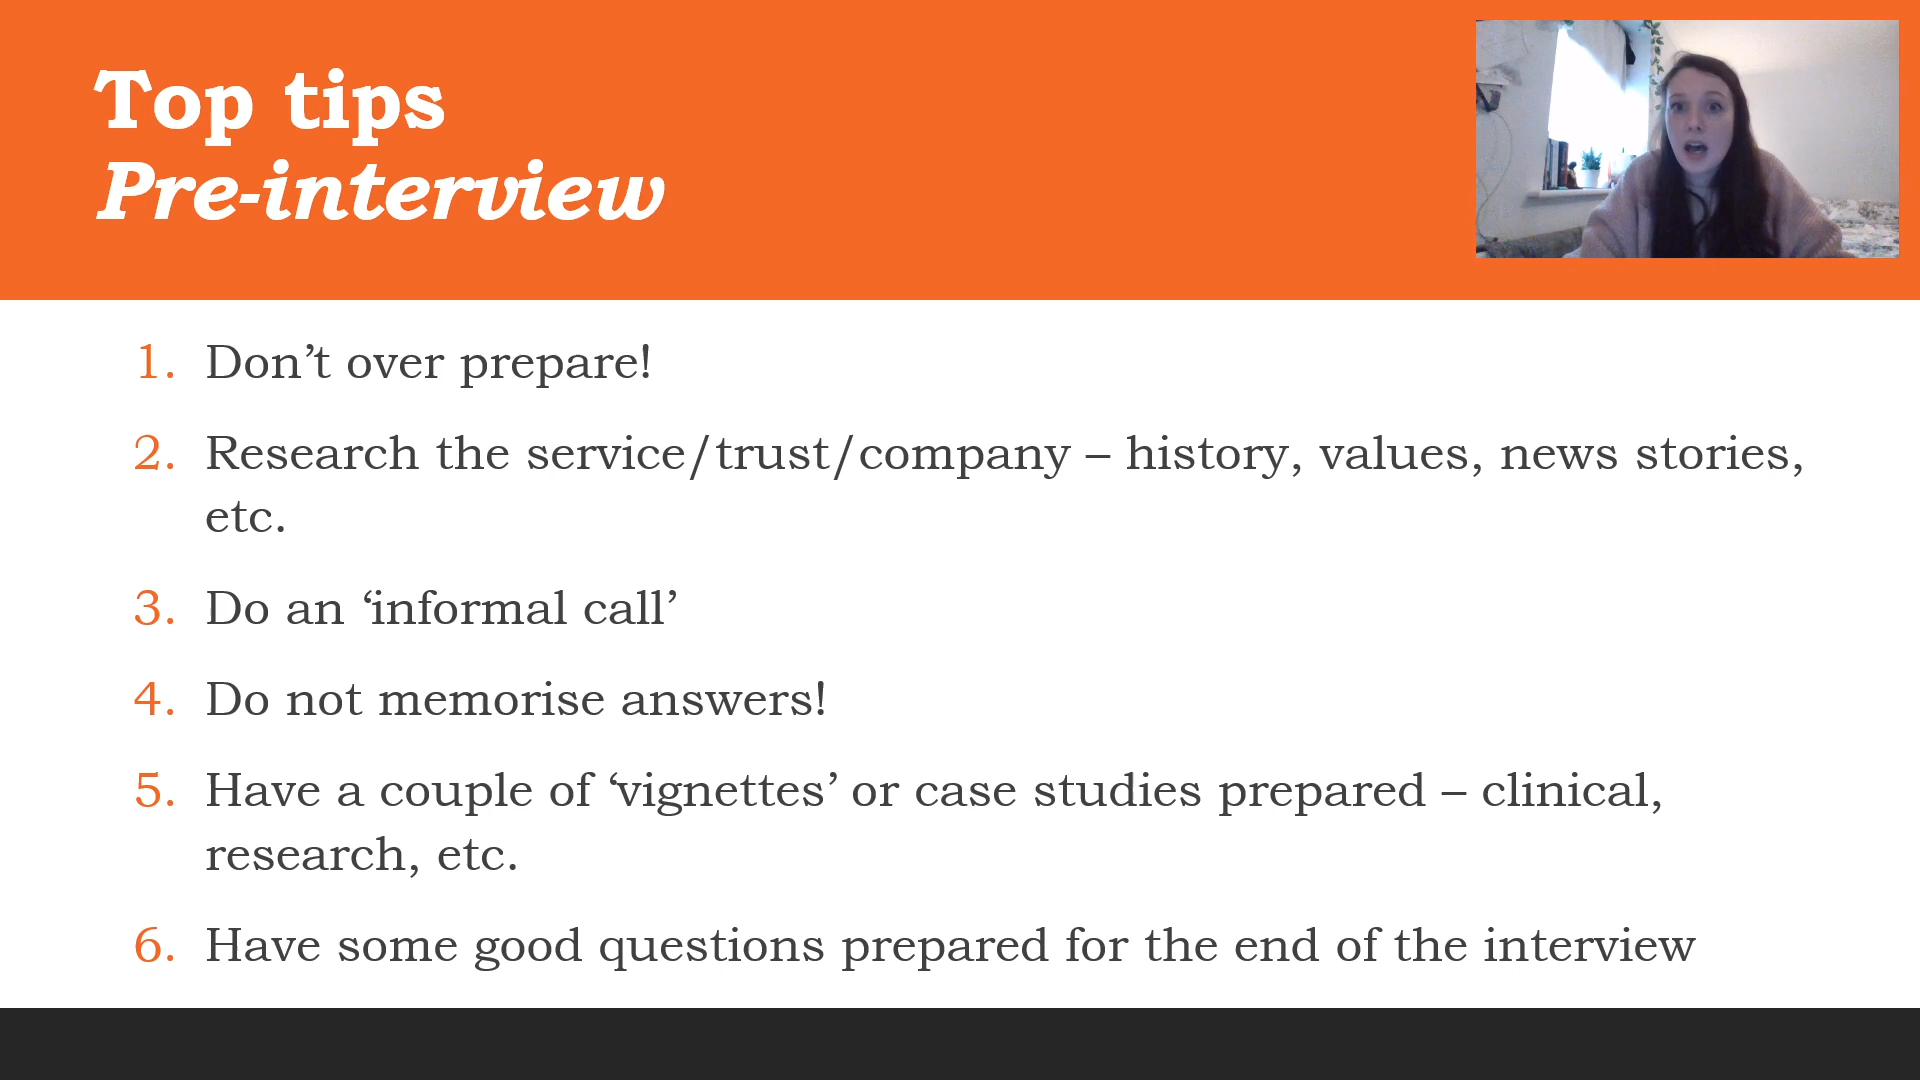 Top tips
Pre-interview
1. Don’t over prepare!
2. Research the service/trust/company – history, values, news stories,
etc.
3. Do an ‘informal call’
4. Do not memorise answers!
5. Have a couple of ‘vignettes’ or case studies prepared – clinical,
research, etc.
6. Have some good questions prepared for the end of the interview